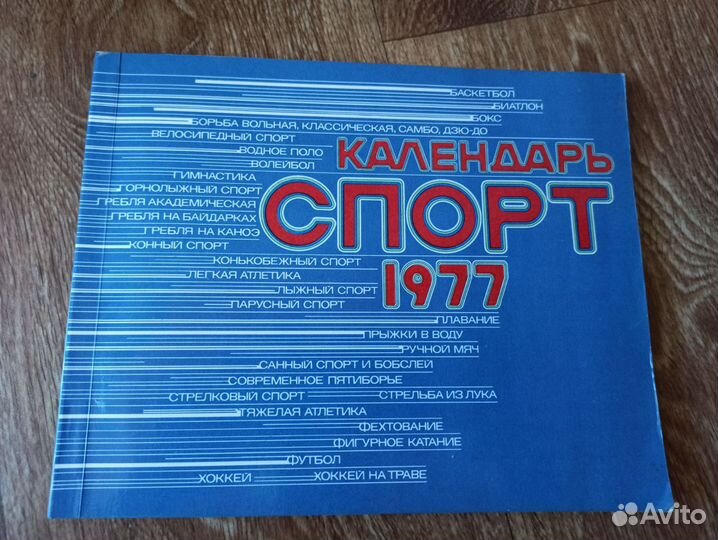 БАСКЕТБОЛ
БИАТЛОН
БОКС
БОРЬБА ВОЛЬНАЯ, КЛАССИЧЕСКАЯ, САМБО, ДЗЮ-ДО
ВЕЛОСИПЕДНЫЙ СПОРТ
ВОДНОЕ ПОЛО
ВОЛЕЙБОЛ
КАЛЕНДАРЬ
СПОРТ
1977
ГИМНАСТИКА
ГОРНОЛЫЖНЫЙ СПОРТ
ГРЕБЛЯ АКАДЕМИЧЕСКАЯ
ГРЕБЛЯ НА БАЙДАРКАХ
ГРЕБЛЯ НА КАНОЭ
КОННЫЙ СПОРТ
КОНЬКОБЕЖНЫЙ СПОРТ
ЛЕГКАЯ АТЛЕТИКА
ЛЫЖНЫЙ СПОРТ
ПАРУСНЫЙ СПОРТ
ПЛАВАНИЕ
ПРЫЖКИ В ВОДУ
РУЧНОЙ МЯЧ
САННЫЙ СПОРТ И БОБСЛЕЙ
СОВРЕМЕННОЕ ПЯТИБОРЬЕ
СТРЕЛКОВЫЙ СПОРТ СТРЕЛЬБА ИЗ ЛУКА
ТЯЖЕЛАЯ АТЛЕТИКА
ФЕХТОВАНИЕ
ФИГУРНОЕ КАТАНИЕ
ФУТБОЛ
ХОККЕЙ ХОККЕЙ НА ТРАВЕ
Avito